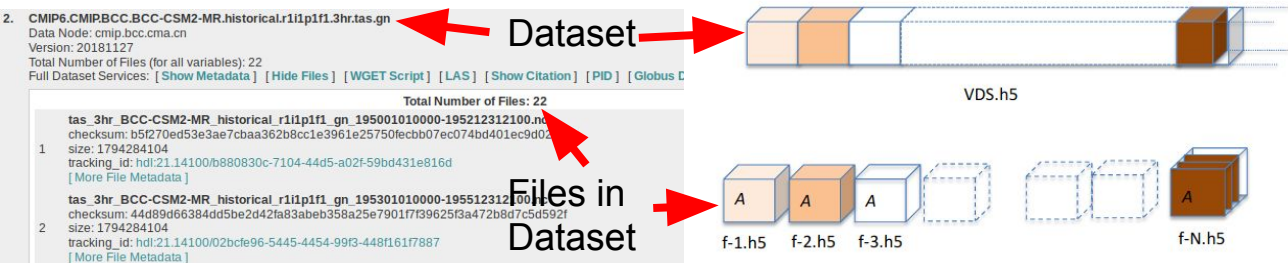 2. CMIP6.CMIP.BCC.BCC-CSM2-MR.historical.r1i1p1f1.3hr.tas.gn
Data Node: cmip.bcc.cma.cn
Version: 20181127
Total Number of Files (for all variables): 22
Full Dataset Services: [ Show Metadata ] [ Hide Files ] [ WGET Script ] [ LAS ] [ Show Citation ] [ PID ] [ Globus D
Total Number of Files: 22
tas_3hr_BCC-CSM2-MR_historical_r1i1p1f1_gn_195001010000-195212312100.nc
checksum: b5f270ed53e3ae7cbaa362b8cc1e3961e25750fecbb07ec074bd401ec9d02
1 size: 1794284104
tracking_id: hdl:21.14100/b880830c-7104-44d5-a02f-59bd431e816d
[ More File Metadata ]
tas_3hr_BCC-CSM2-MR_historical_r1i1p1f1_gn_195301010000-195512312100.nc
checksum: 44d89d66384dd5be2d42fa83abeb358a25e7901f7f39625f3a472b8d7c5d592f
2 size: 1794284104
tracking_id: hdl:21.14100/02bcfe96-5445-4454-99f3-448f161f7887
[ More File Metadata ]
Dataset
Files in
Dataset
VDS.h5
A A A A
f-1.h5 f-2.h5 f-3.h5 f-N.h5